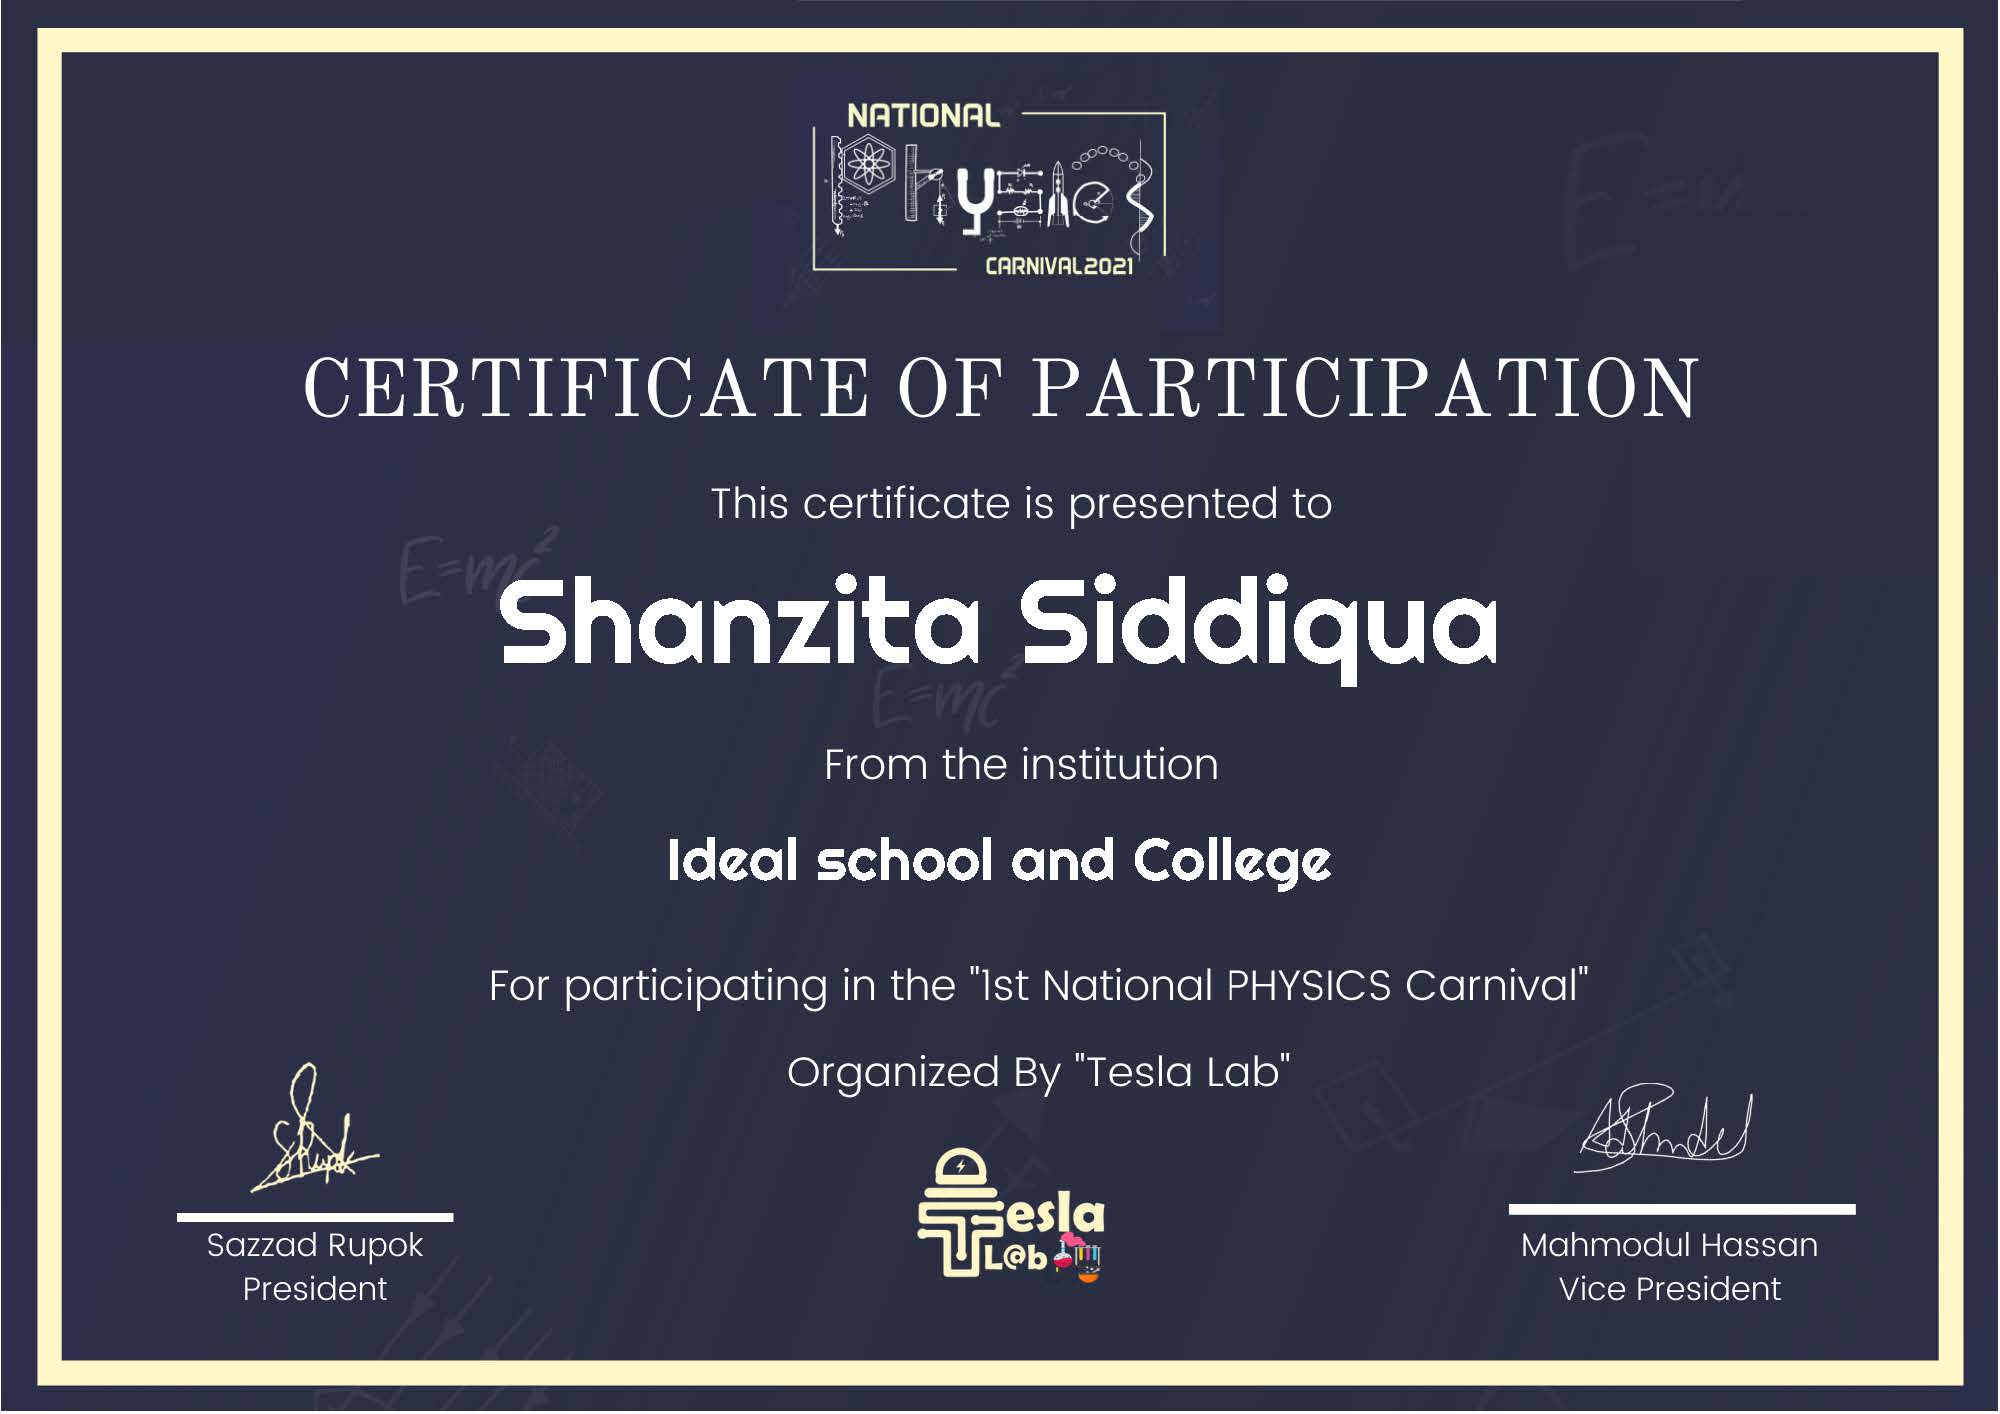 NATIONAL
Physics
CARNIVAL2021
CERTIFICATE OF PARTICIPATION
This certificate is presented to
E=mc²
Shanzita Siddiqua
E=mc²
From the institution
Ideal school and College
For participating in the "1st National PHYSICS Carnival"
Organized By "Tesla Lab"
Tesla
L@b
Sazzad Rupok
President
Mahmodul Hassan
Vice President